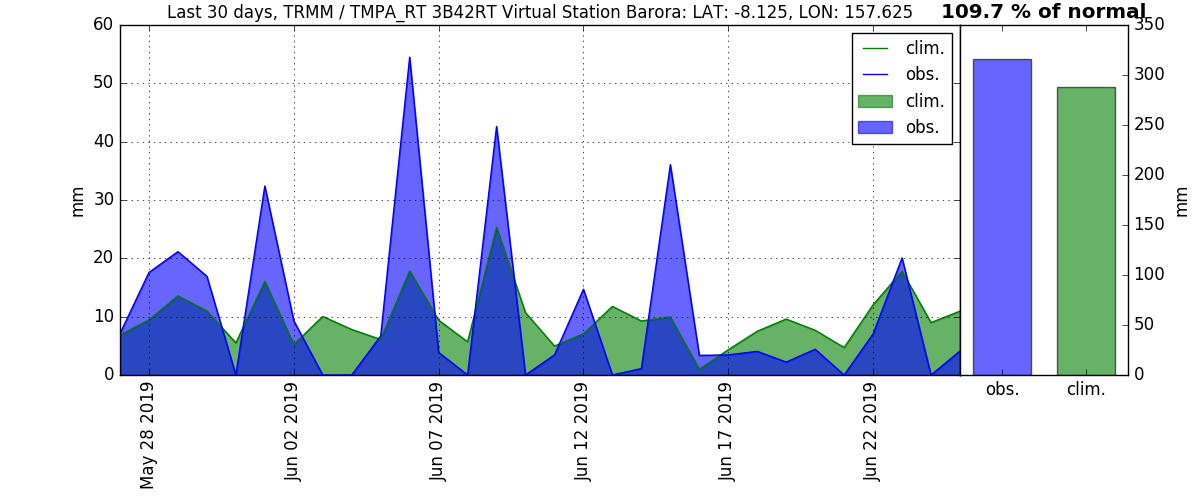 Last 30 days, TRMM / TMPA_RT 3B42RT Virtual Station Barora: LAT: -8.125, LON: 157.625
109.7 % of normal
60
50
40
30
20
10
0
mm
clim.
obs.
clim.
obs.
350
300
250
200
150
100
50
0
mm
obs.
clim.
May 28 2019
Jun 02 2019
Jun 07 2019
Jun 12 2019
Jun 17 2019
Jun 22 2019